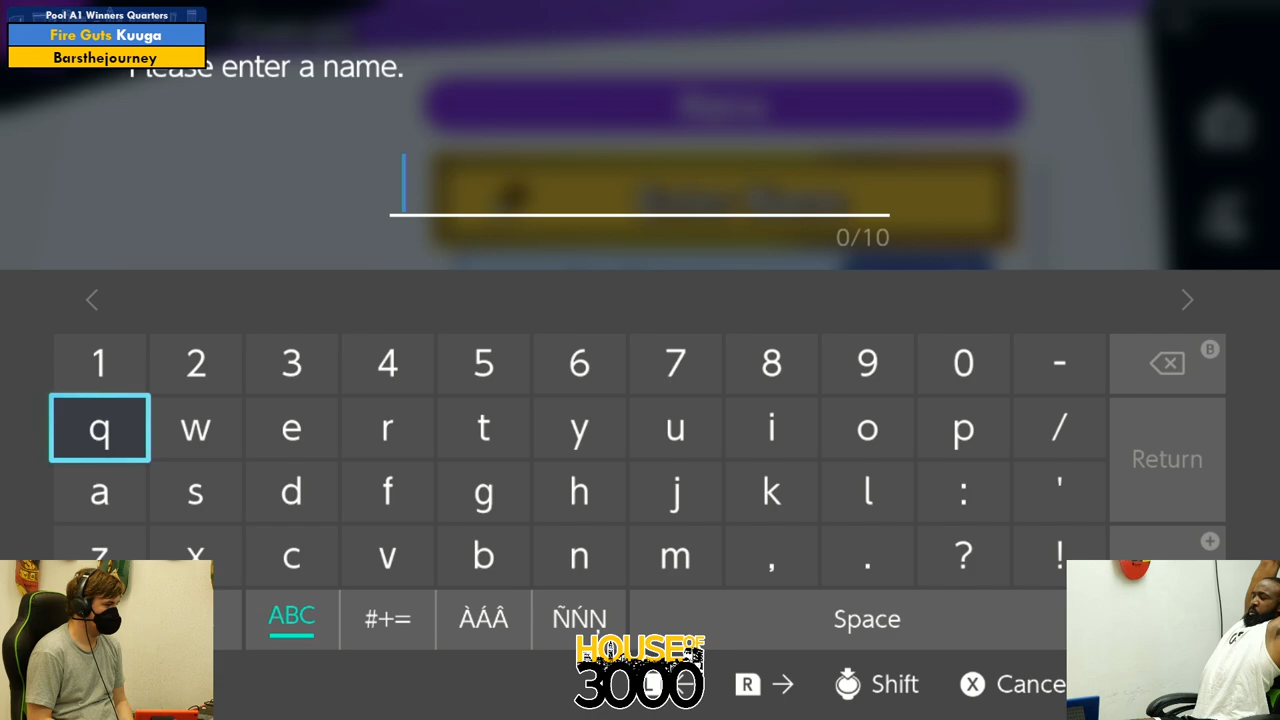 Pool A1 Winners Quarters
Fire Guts Kuuga
Barsthejourney
Please enter a name.
0/10
1 2 3 4 5 6 7 8 9 0 -
B
q w e r t y u i o p /
Return
a s d f g h j k l : '
z x c v b n m , . ? !
+
ABC #+= ÀÁÂ ÑŃŅ Space
HOUSE OF
3000
L R → Shift X Cance